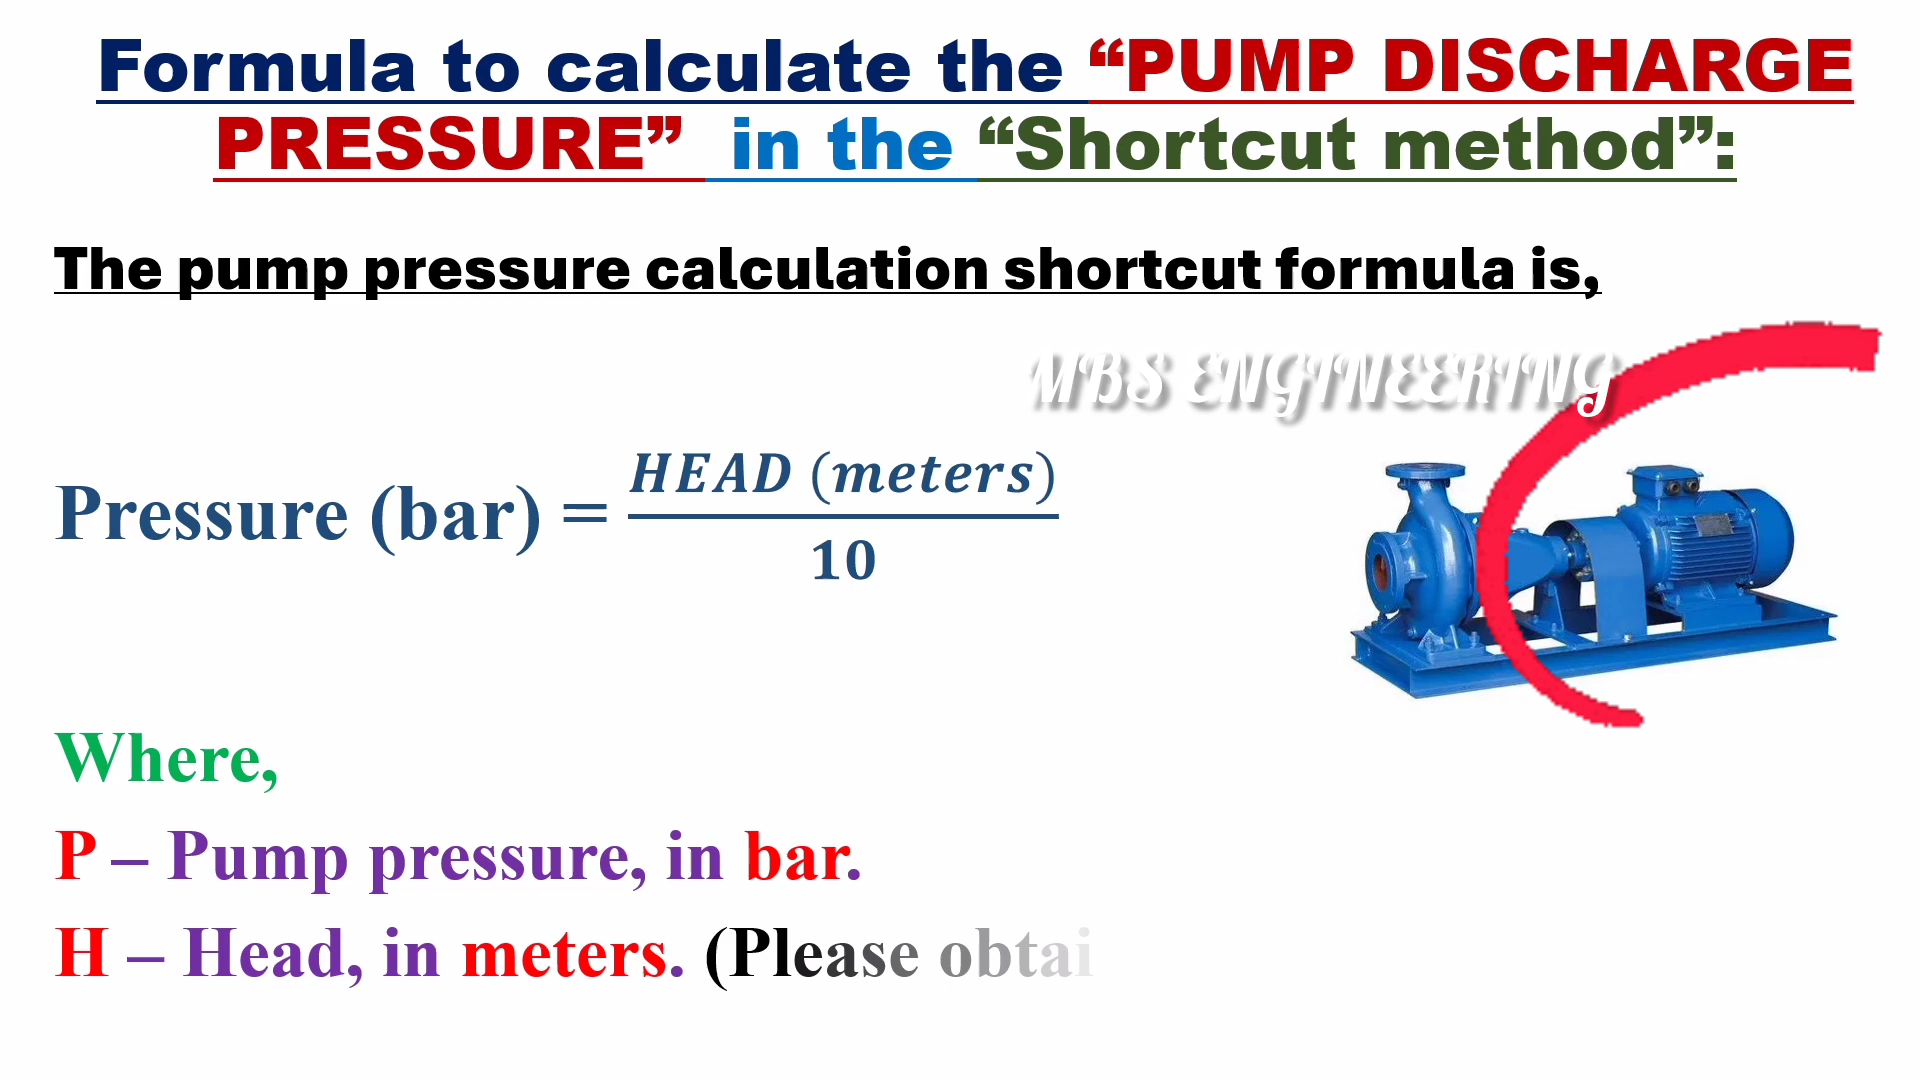 Formula to calculate the “PUMP DISCHARGE
PRESSURE” in the “Shortcut method”:
The pump pressure calculation shortcut formula is,
MBS ENGINEERING
Pressure (bar) = HEAD (meters) / 10
Where,
P – Pump pressure, in bar.
H – Head, in meters. (Please obtai